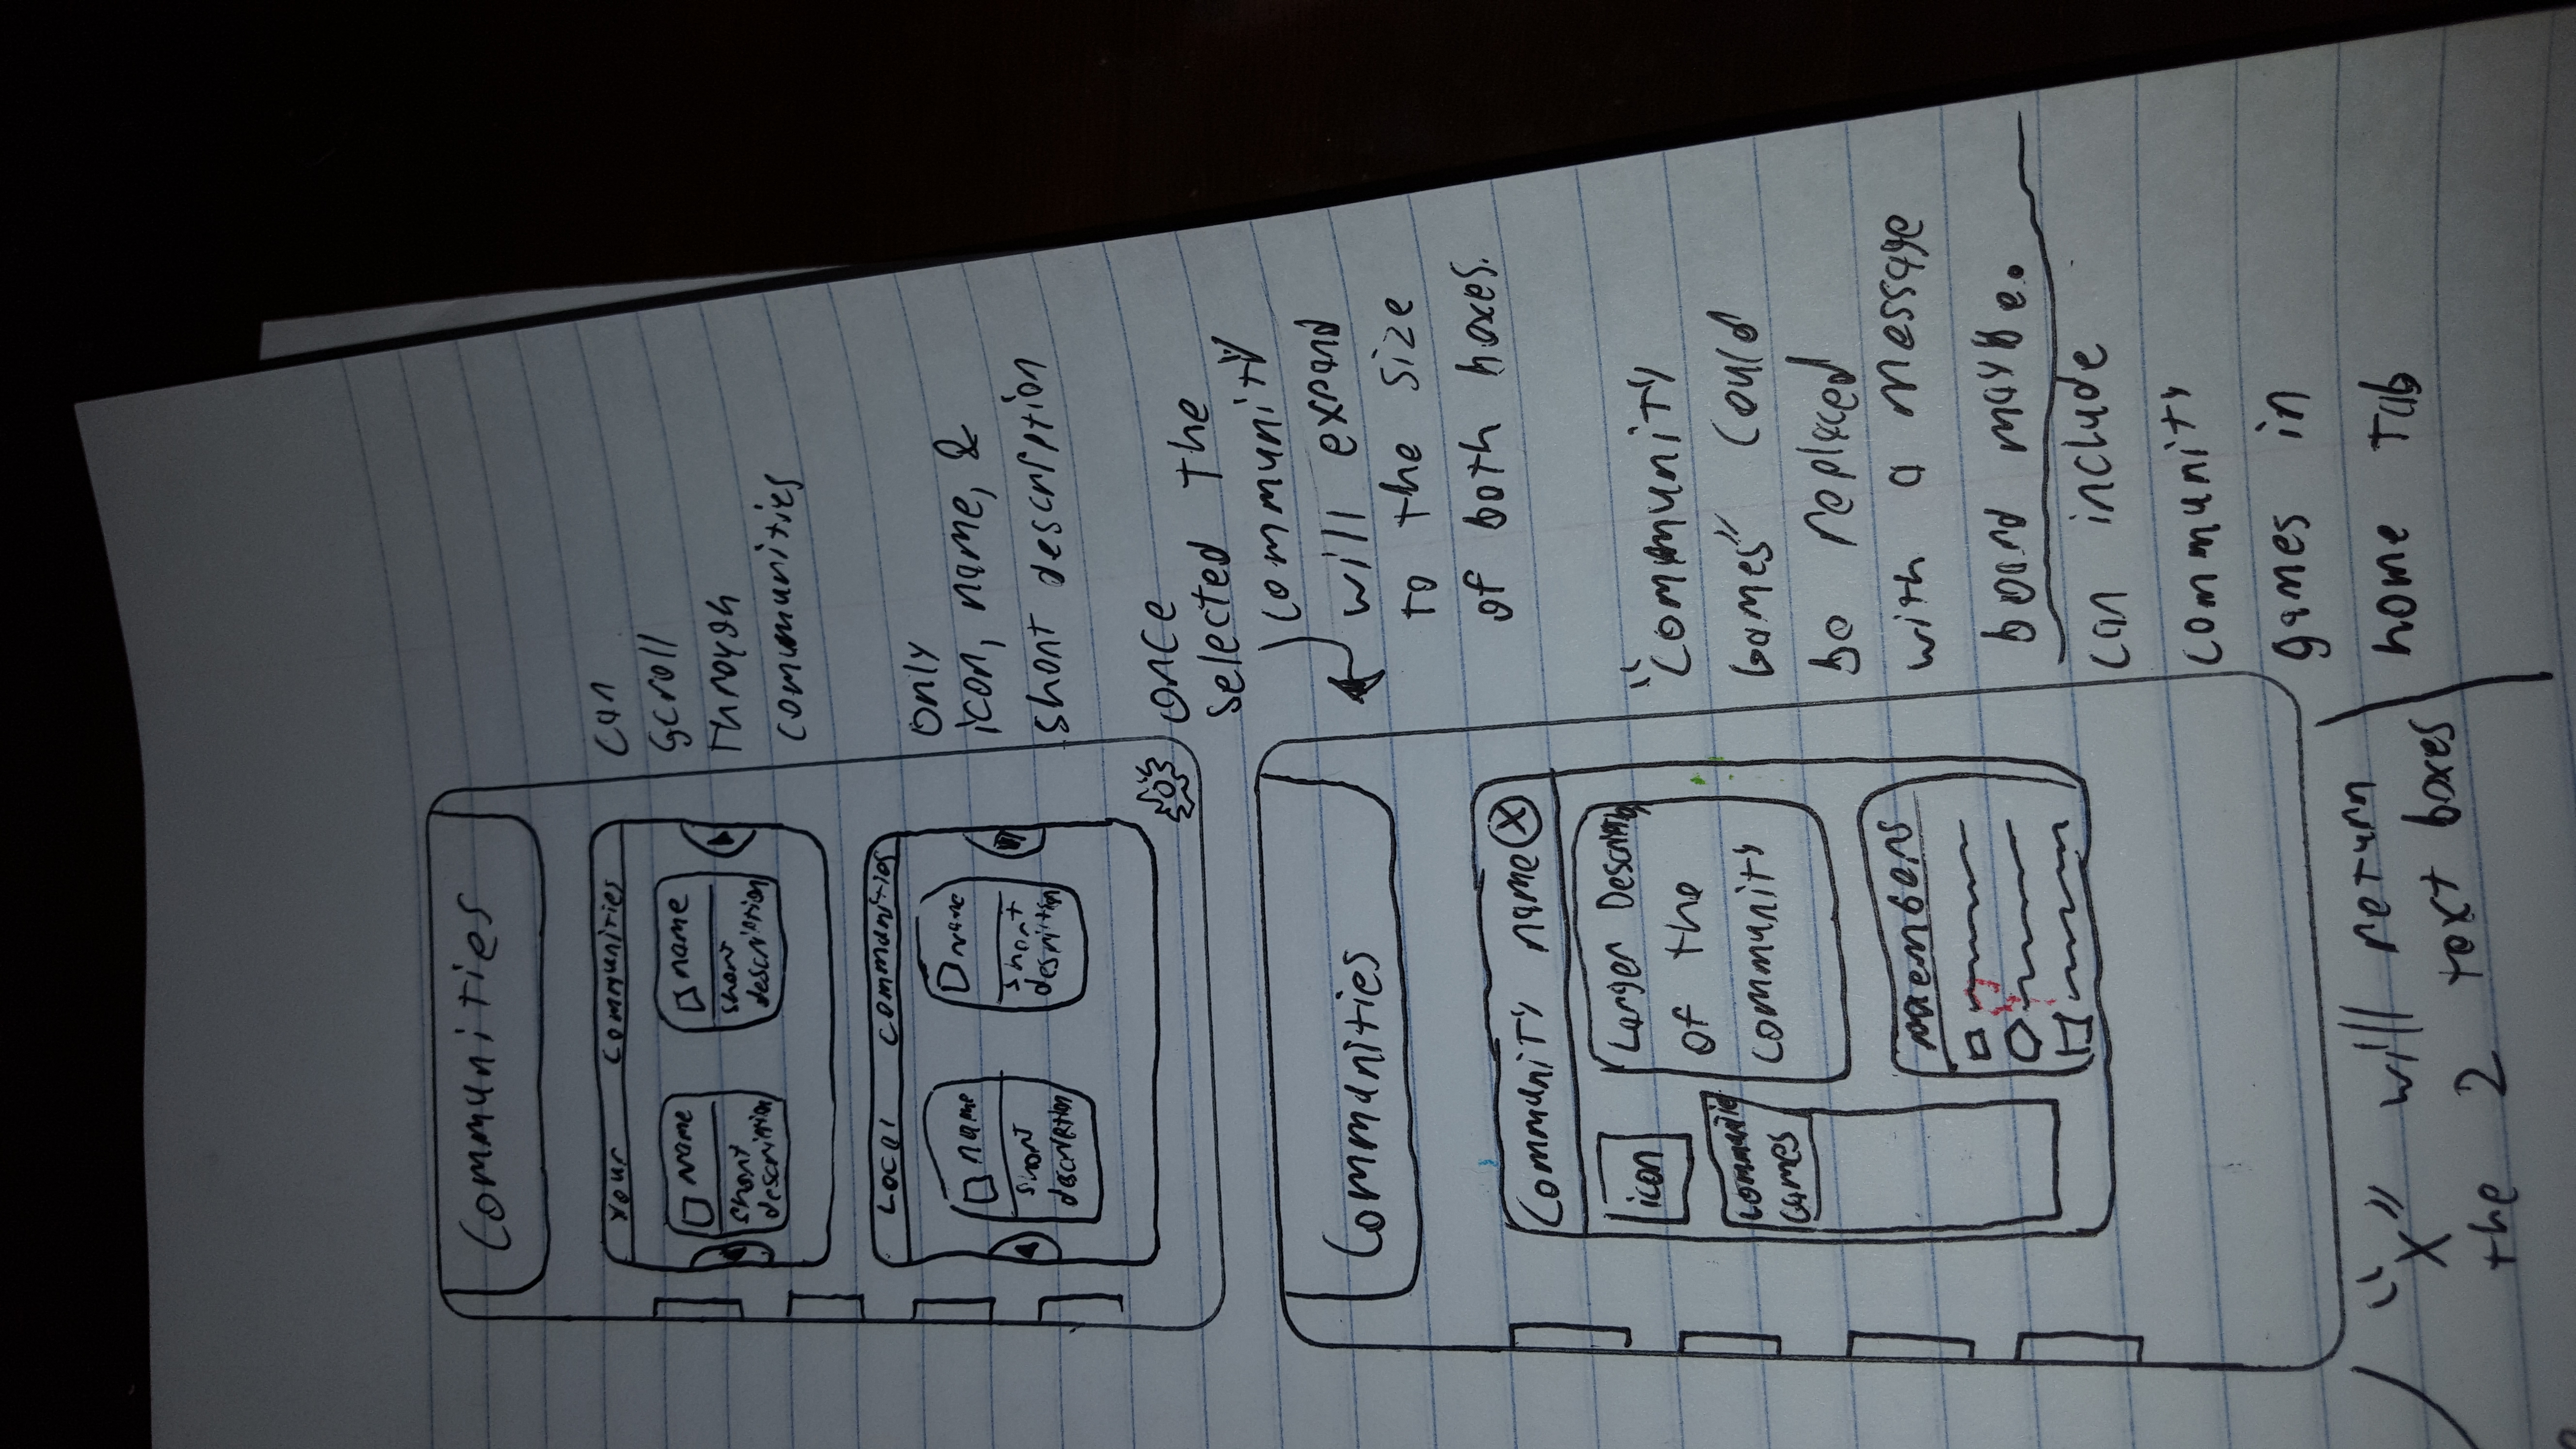 Communities
Your Communities
Name
name
short
description
short
description
can
scroll
through
communities
Local Communities
name
name
short
description
short
only
icon, name, &
short description
once
selected the
community
will expand
to the size
of both boxes.
Communities
Community name X
icon
Larger
of the
community
Games
Members
"Community
Games" could
be replaced
with a message
board maybe.
can include
community
games in
home tab
"X" will return
the 2 text boxes